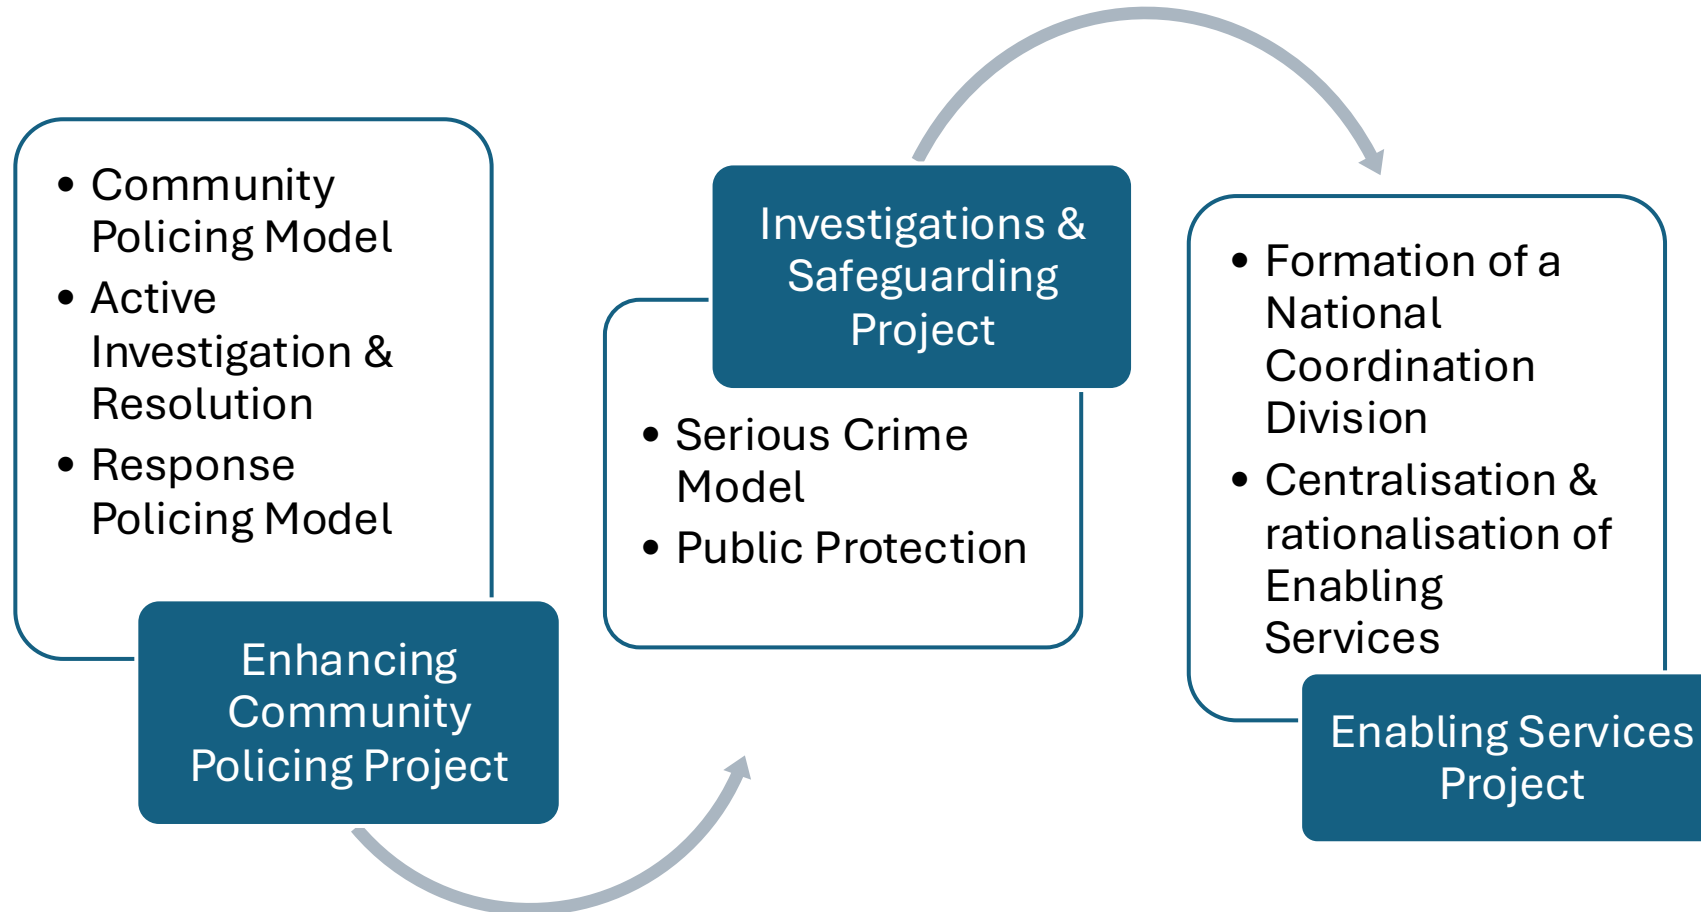 • Community
Policing Model
• Active
Investigation &
Resolution
• Response
Policing Model
Enhancing
Community
Policing Project
Investigations &
Safeguarding
Project
• Serious Crime
Model
• Public Protection
• Formation of a
National
Coordination
Division
• Centralisation &
rationalisation of
Enabling
Services
Enabling Services
Project